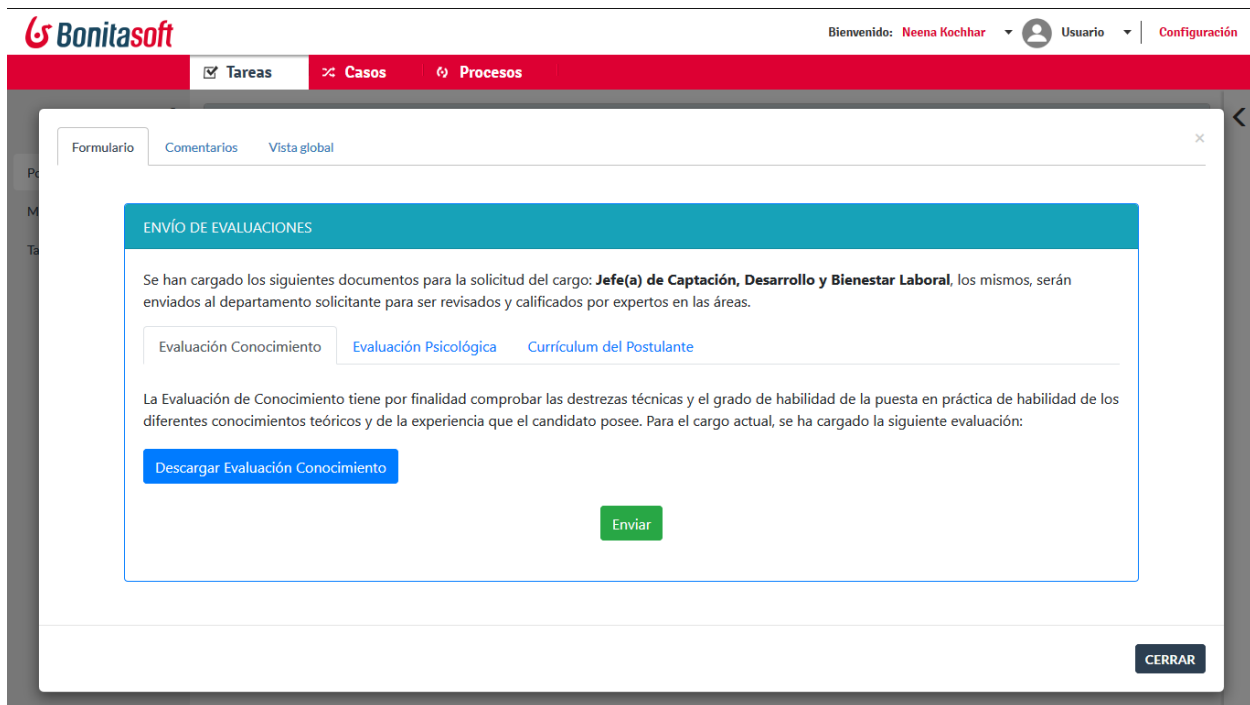 Bonitasoft
Bienvenido: Neena Kochhar Usuario Configuración
Tareas Casos Procesos
Formulario Comentarios Vista global ×
Po
M
Ta
ENVÍO DE EVALUACIONES
Se han cargado los siguientes documentos para la solicitud del cargo: Jefe(a) de Captación, Desarrollo y Bienestar Laboral, los mismos, serán
enviados al departamento solicitante para ser revisados y calificados por expertos en las áreas.
Evaluación Conocimiento Evaluación Psicológica Currículum del Postulante
La Evaluación de Conocimiento tiene por finalidad comprobar las destrezas técnicas y el grado de habilidad de la puesta en práctica de habilidad de los
diferentes conocimientos teóricos y de la experiencia que el candidato posee. Para el cargo actual, se ha cargado la siguiente evaluación:
Descargar Evaluación Conocimiento
Enviar
CERRAR